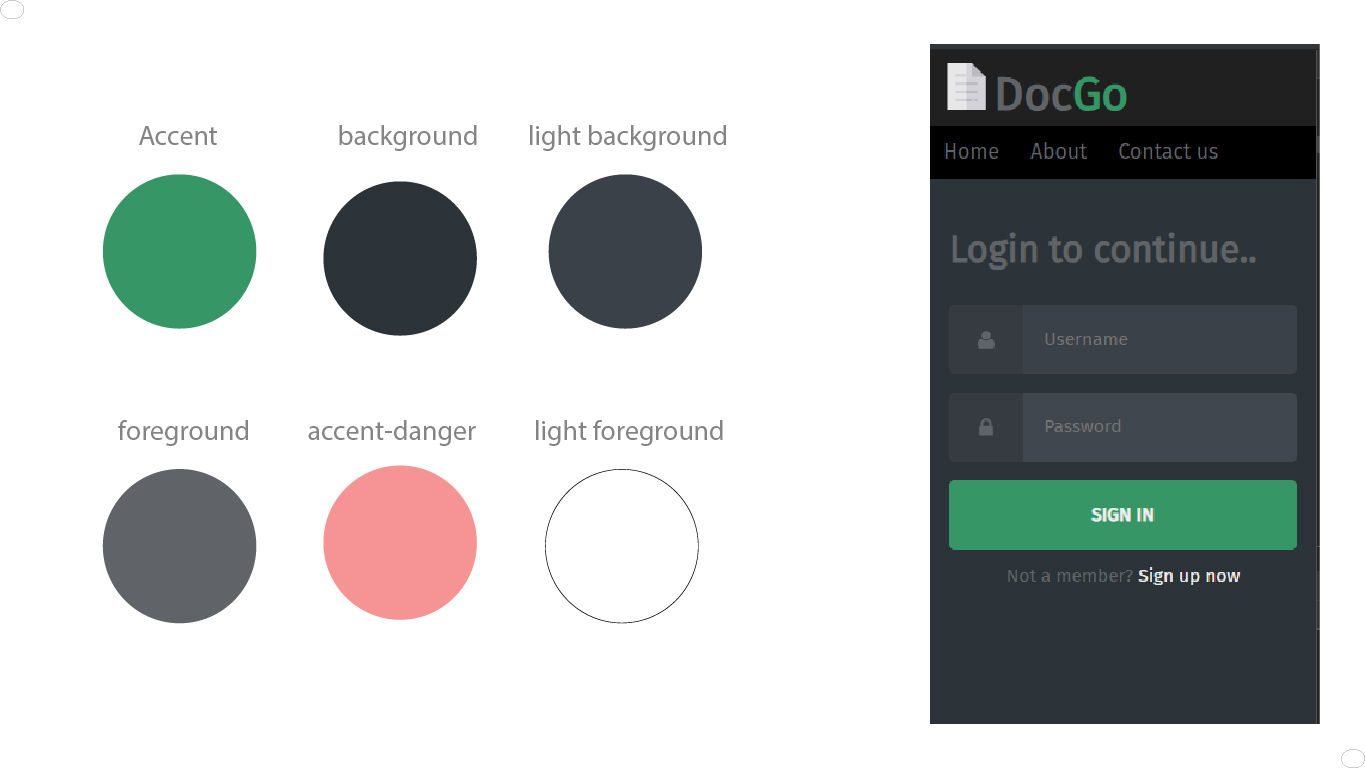 Accent background light background
foreground accent-danger light foreground
DocGo
Home About Contact us
Login to continue..
Username
Password
SIGN IN
Not a member? Sign up now